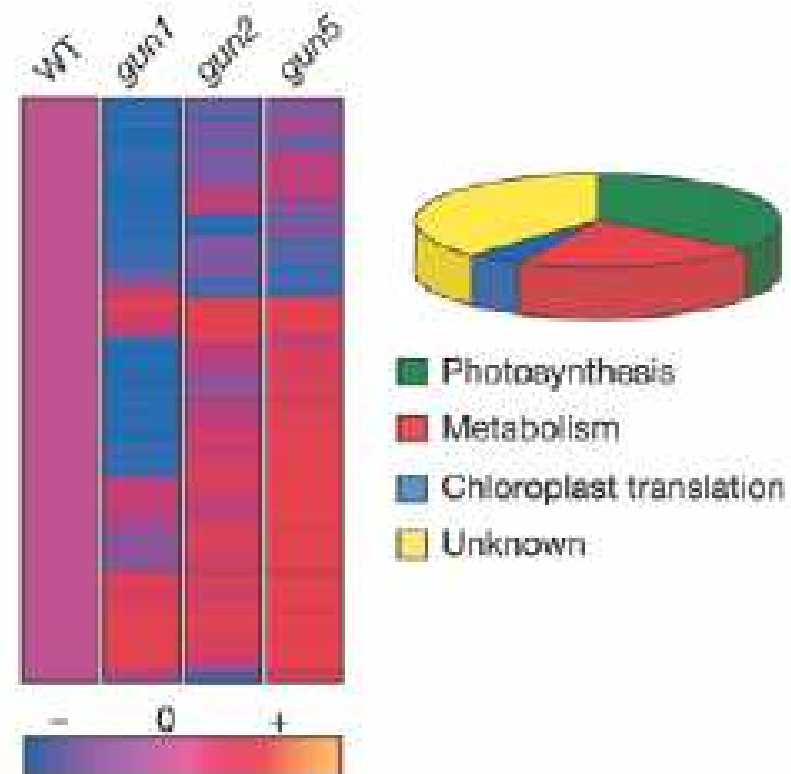 WT gun1 gun2 gun5
Photosynthesis
Metabolism
Chloroplast translation
Unknown
− 0 +